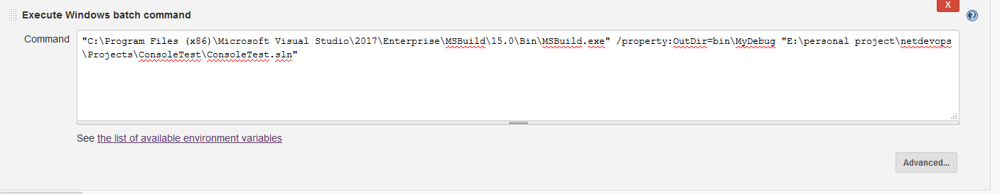 X
Execute Windows batch command
?
Command
"C:\Program Files (x86)\Microsoft Visual Studio\2017\Enterprise\MSBuild\15.0\Bin\MSBuild.exe" /property:OutDir=bin\MyDebug "E:\personal project\netdevops
\Projects\ConsoleTest\ConsoleTest.sln"
See the list of available environment variables
Advanced...